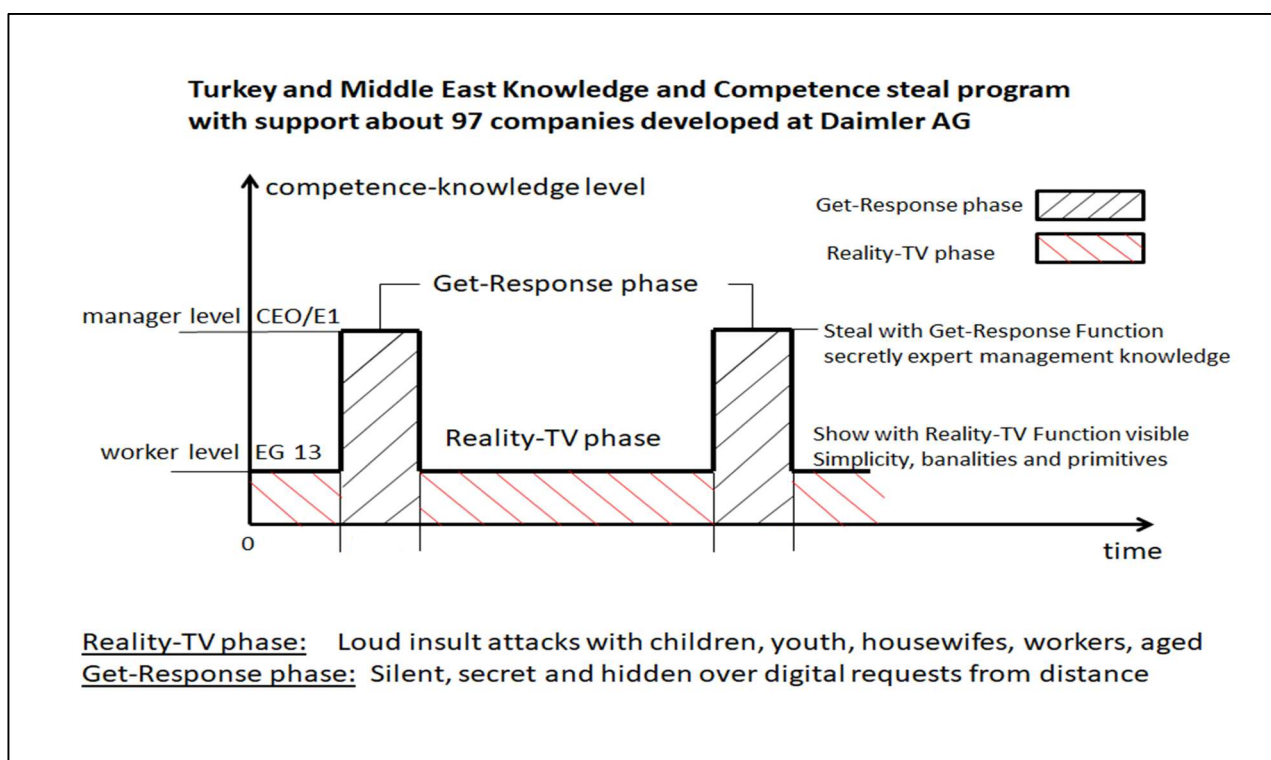 Turkey and Middle East Knowledge and Competence steal program
with support about 97 companies developed at Daimler AG
competence-knowledge level
Get-Response phase
Reality-TV phase
Get-Response phase
manager level CEO/E1
Steal with Get-Response Function
secretly expert management knowledge
worker level EG 13
Reality-TV phase
Show with Reality-TV Function visible
Simplicity, banalities and primitives
0
time
Reality-TV phase: Loud insult attacks with children, youth, housewifes, workers, aged
Get-Response phase: Silent, secret and hidden over digital requests from distance